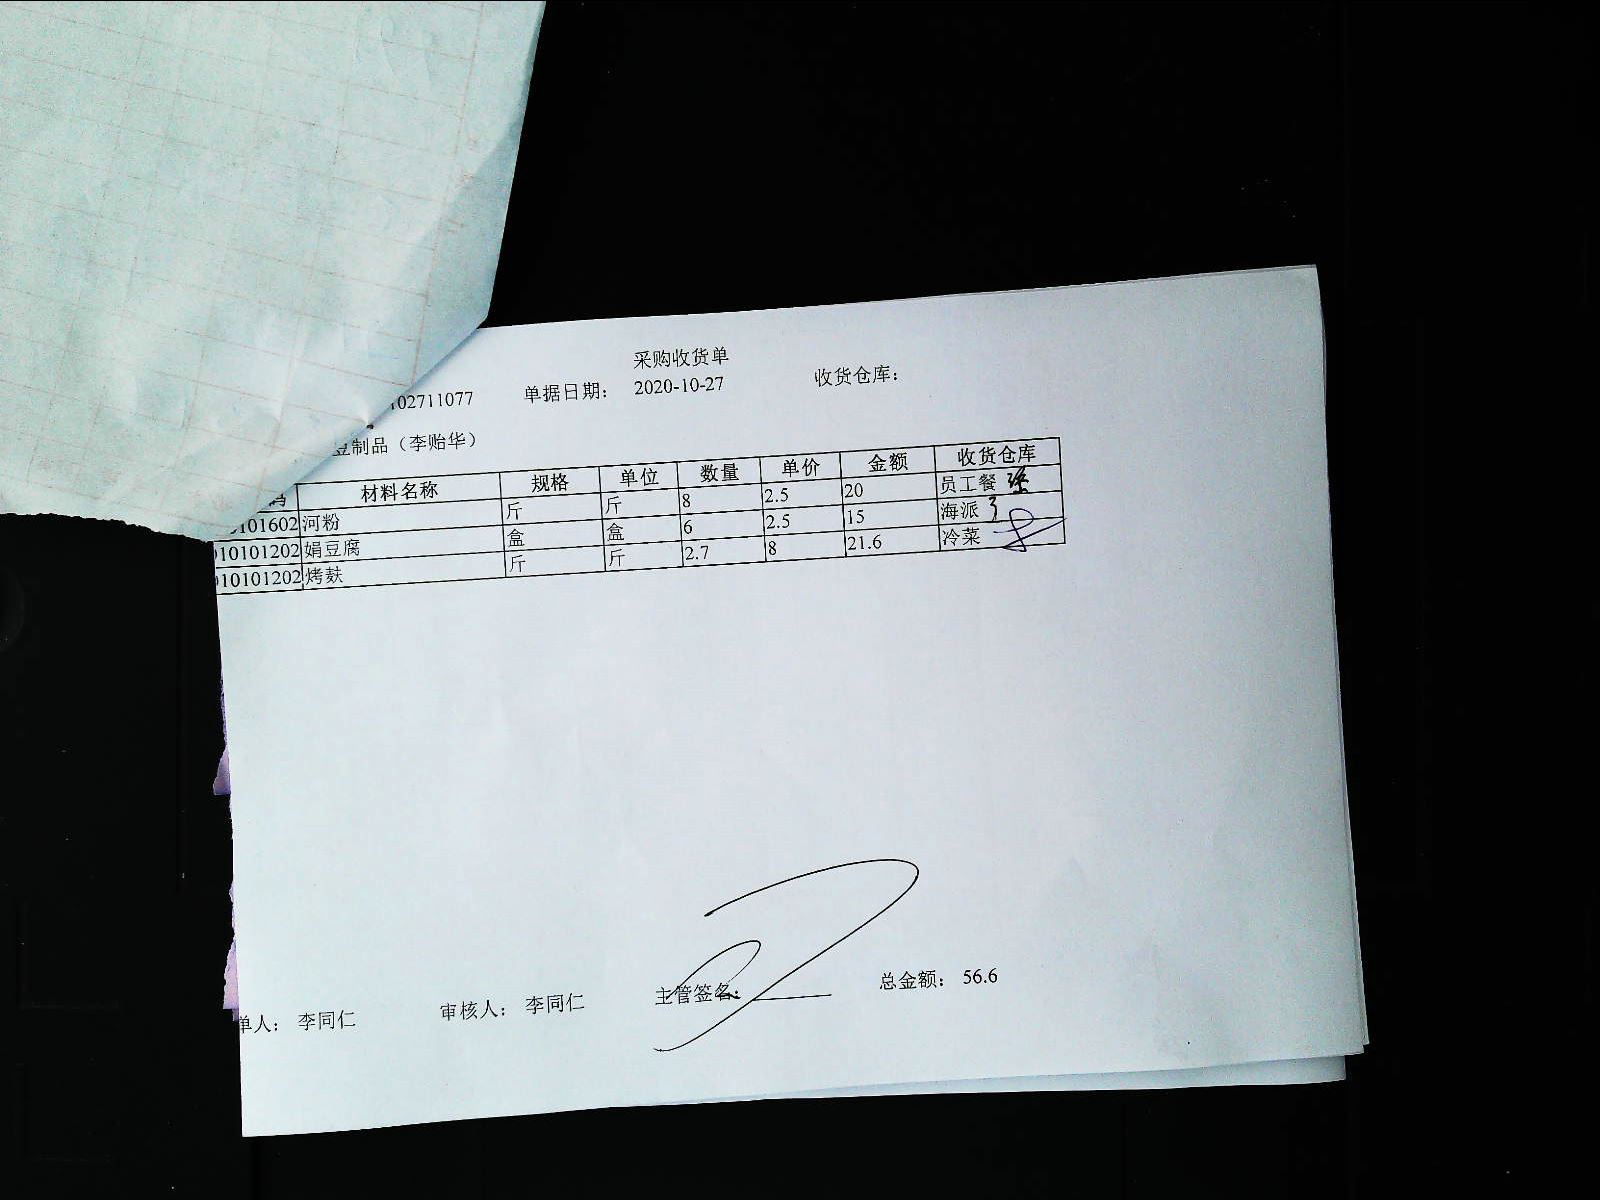 采购收货单
102711077 单据日期： 2020-10-27 收货仓库：
豆制品（李贻华）
码 材料名称 规格 单位 数量 单价 金额 收货仓库
0101602 河粉 斤 斤 8 2.5 20 员工餐
010101202 娟豆腐 盒 盒 6 2.5 15 海派
010101202 烤麸 斤 斤 2.7 8 21.6 冷菜
单人： 李同仁 审核人： 李同仁 主管签名： 总金额： 56.6